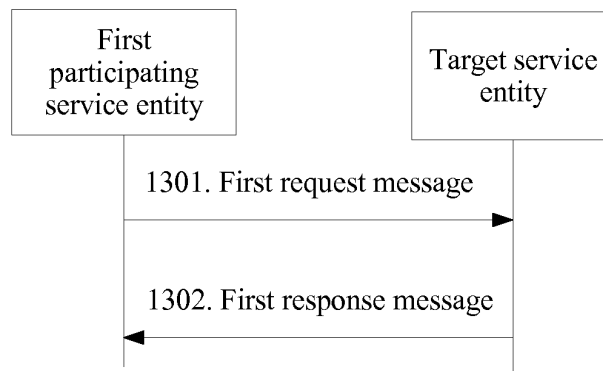 First
participating
service entity
Target service
entity
1301. First request message
1302. First response message